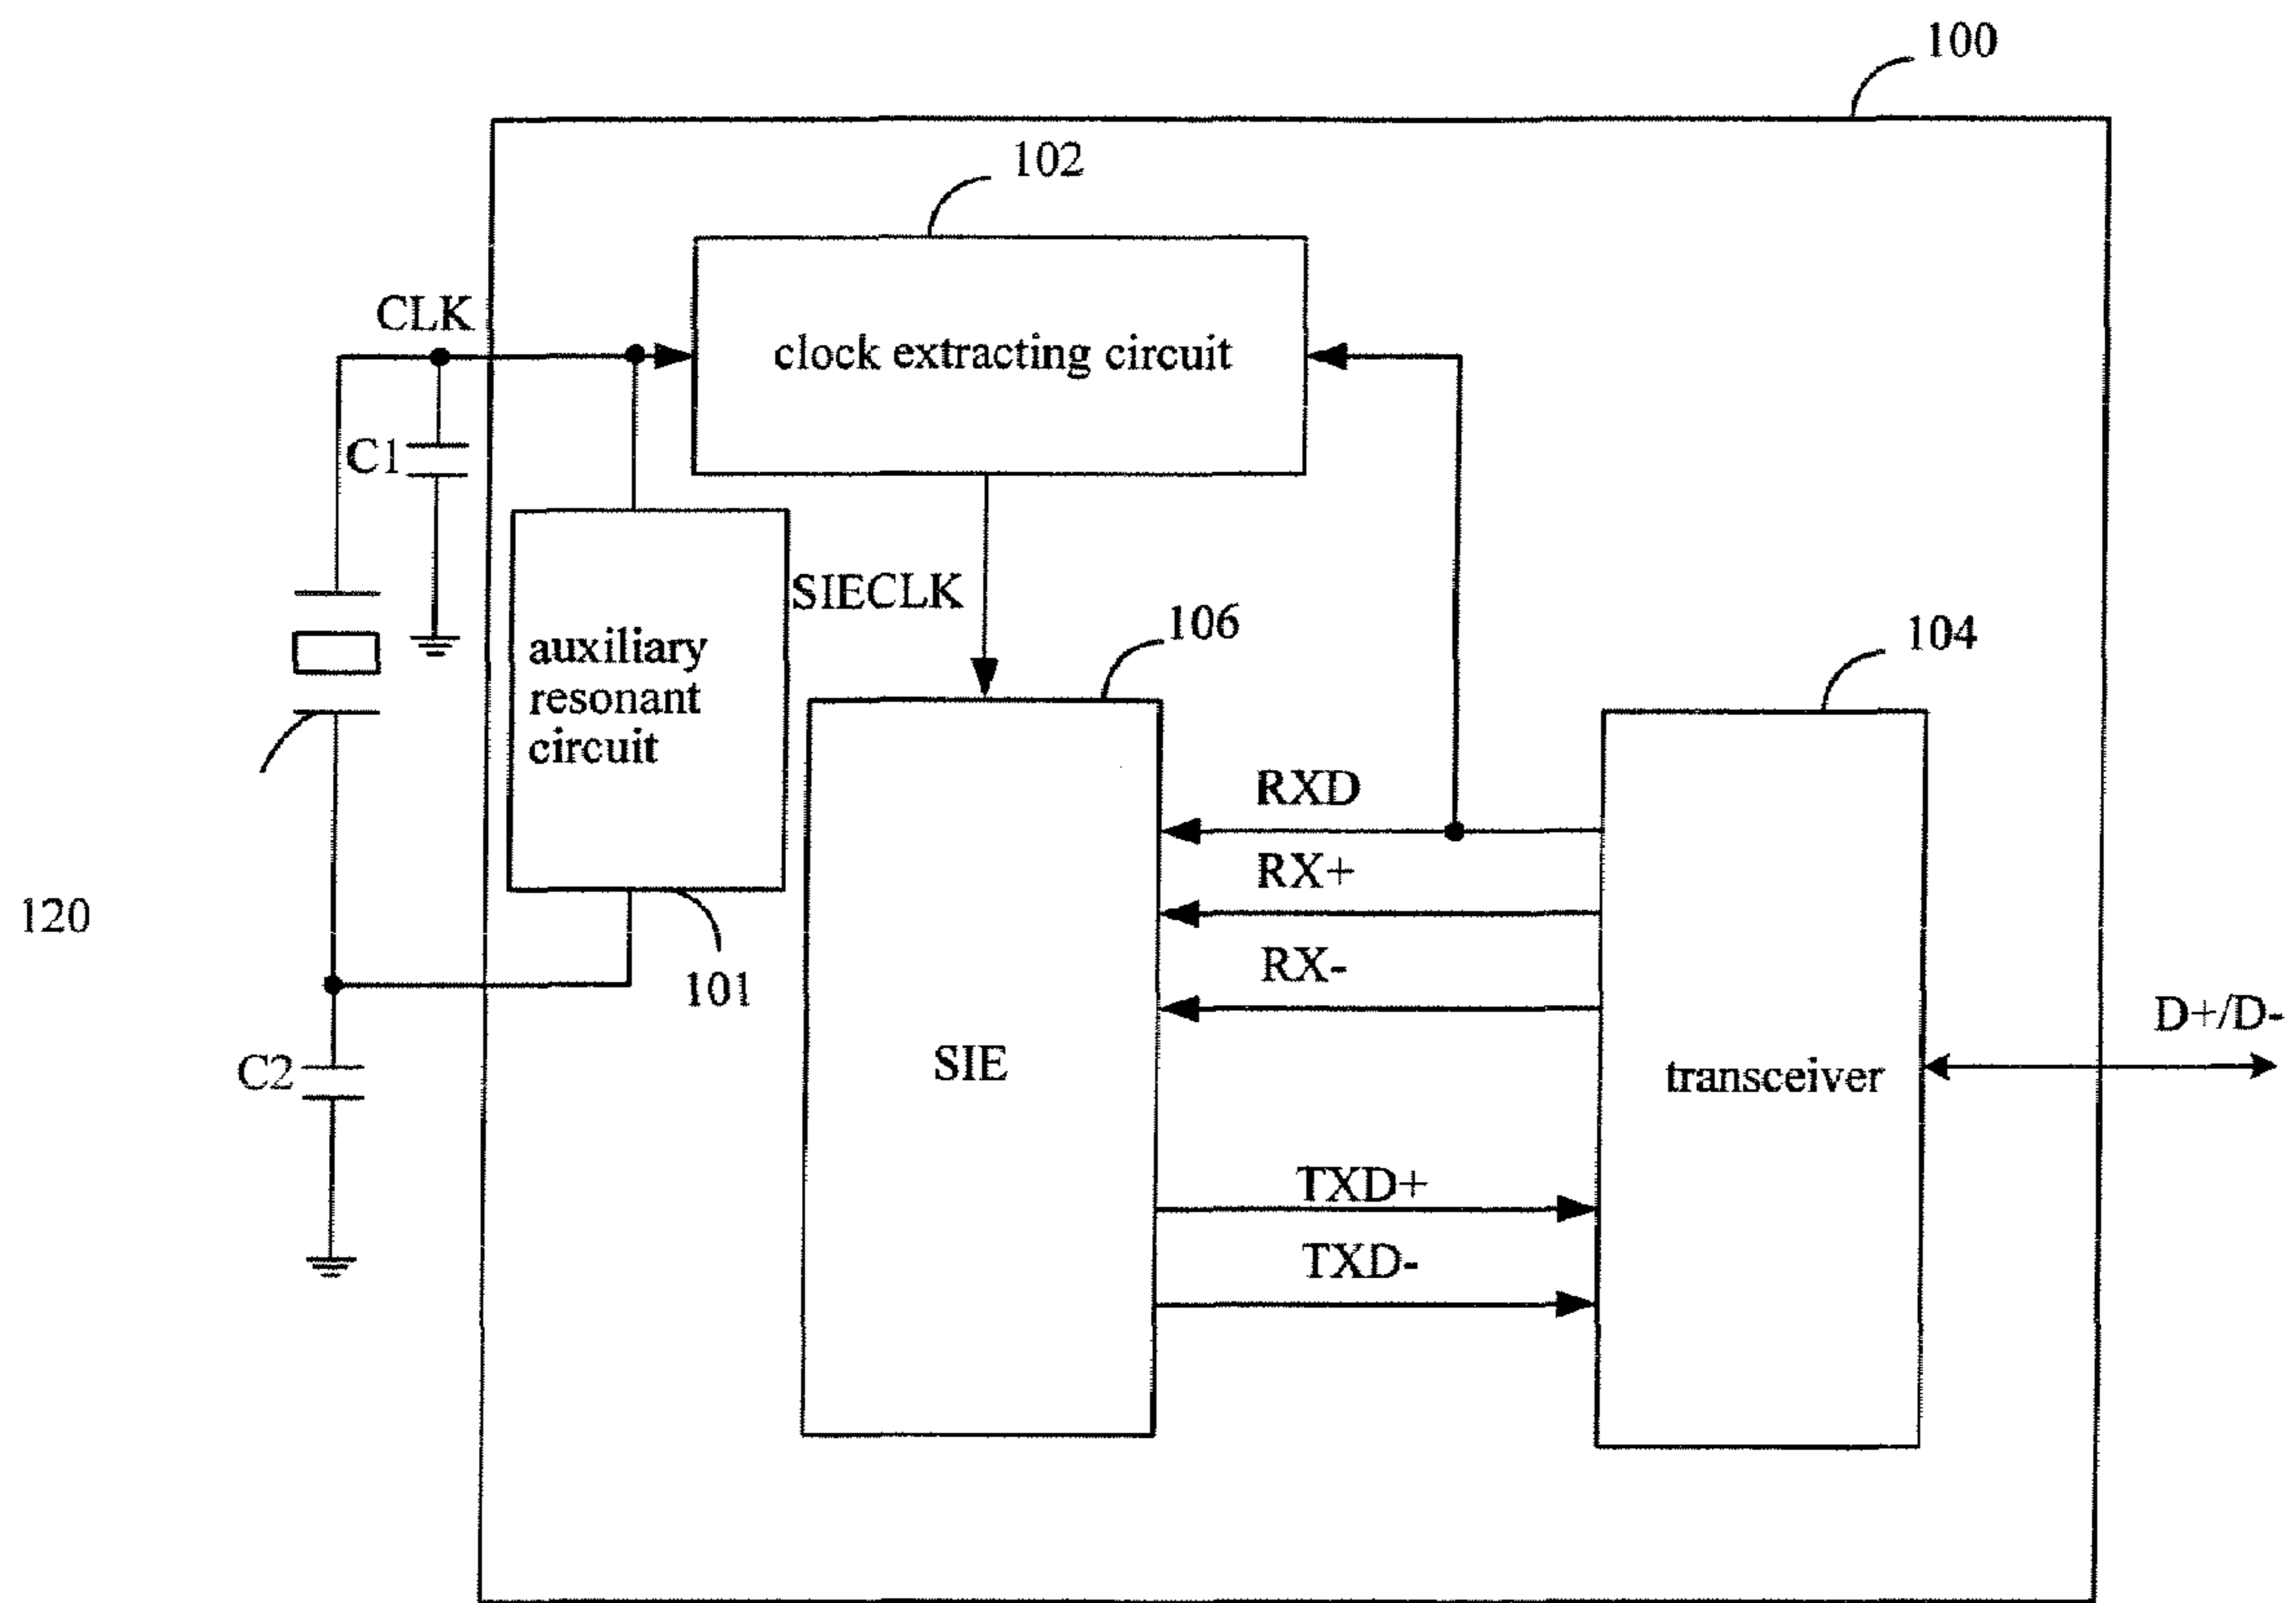 100
102
CLK
clock extracting circuit
C1
SIECLK
106
104
auxiliary
resonant
circuit
RXD
RX+
120
RX-
101
D+/D-
C2
SIE
transceiver
TXD+
TXD-